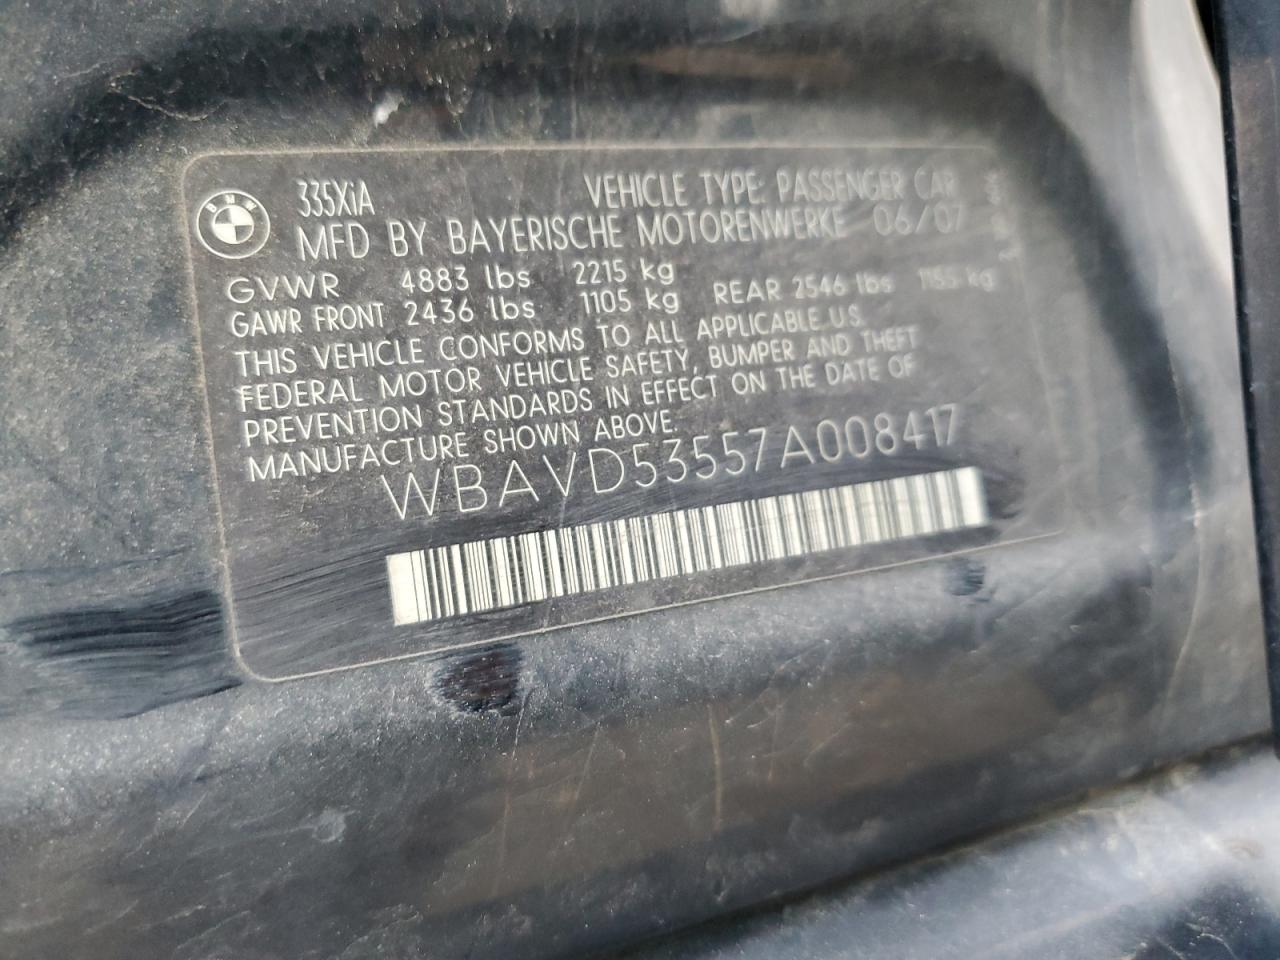 BMW
335XiA VEHICLE TYPE: PASSENGER CAR
MFD BY BAYERISCHE MOTORENWERKE 06/07
GVWR 4883 lbs 2215 kg
GAWR FRONT 2436 lbs 1105 kg REAR 2546 lbs 1155 kg
THIS VEHICLE CONFORMS TO ALL APPLICABLE U.S.
FEDERAL MOTOR VEHICLE SAFETY, BUMPER AND THEFT
PREVENTION STANDARDS IN EFFECT ON THE DATE OF
MANUFACTURE SHOWN ABOVE.
WBAVD53557A008417